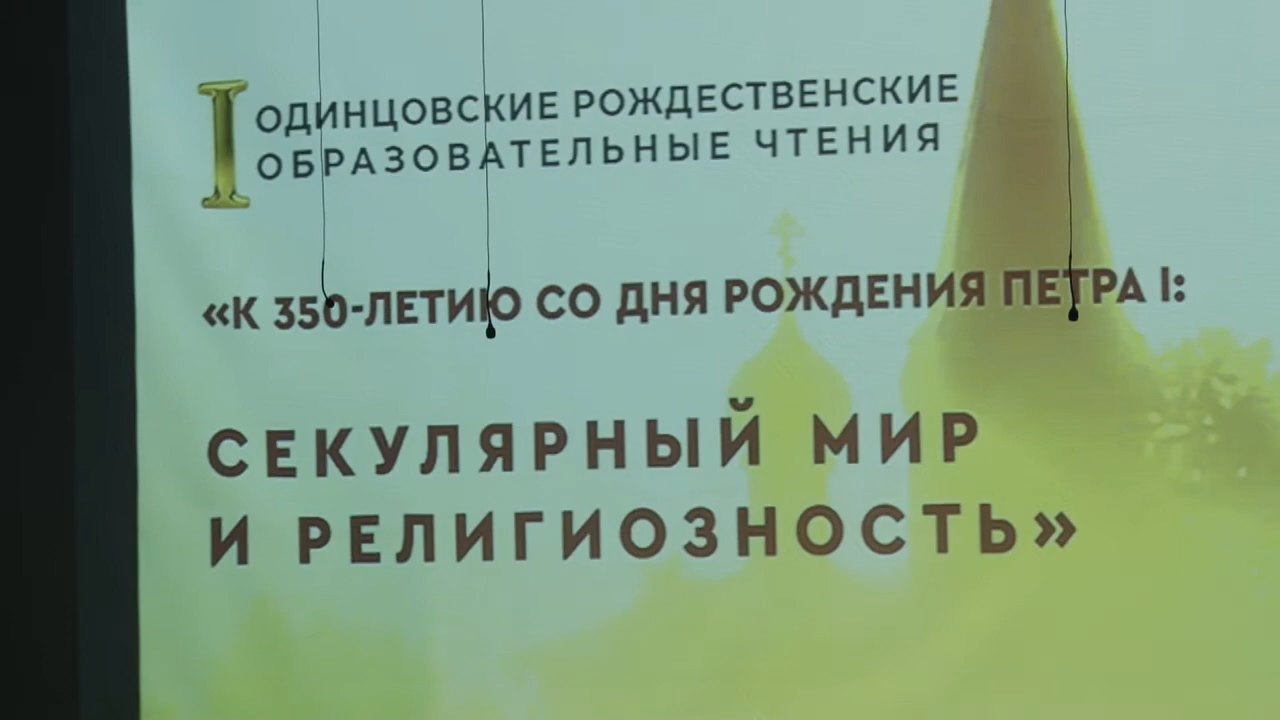 I ОДИНЦОВСКИЕ РОЖДЕСТВЕНСКИЕ
ОБРАЗОВАТЕЛЬНЫЕ ЧТЕНИЯ
«К 350-ЛЕТИЮ СО ДНЯ РОЖДЕНИЯ ПЕТРА I:
СЕКУЛЯРНЫЙ МИР
И РЕЛИГИОЗНОСТЬ»